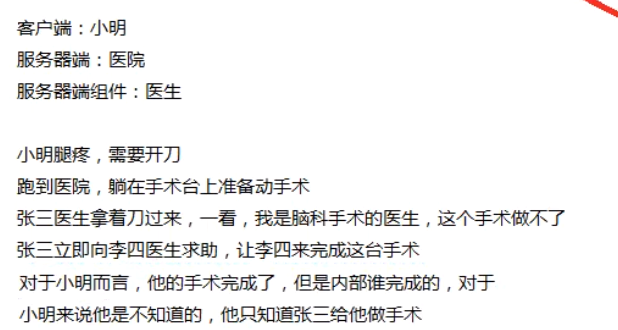 客户端：小明
服务器端：医院
服务器端组件：医生
小明腿疼，需要开刀
跑到医院，躺在手术台上准备动手术
张三医生拿着刀过来，一看，我是脑科手术的医生，这个手术做不了
张三立即向李四医生求助，让李四来完成这台手术
对于小明而言，他的手术完成了，但是内部谁完成的，对于
小明来说他是不知道的，他只知道张三给他做手术